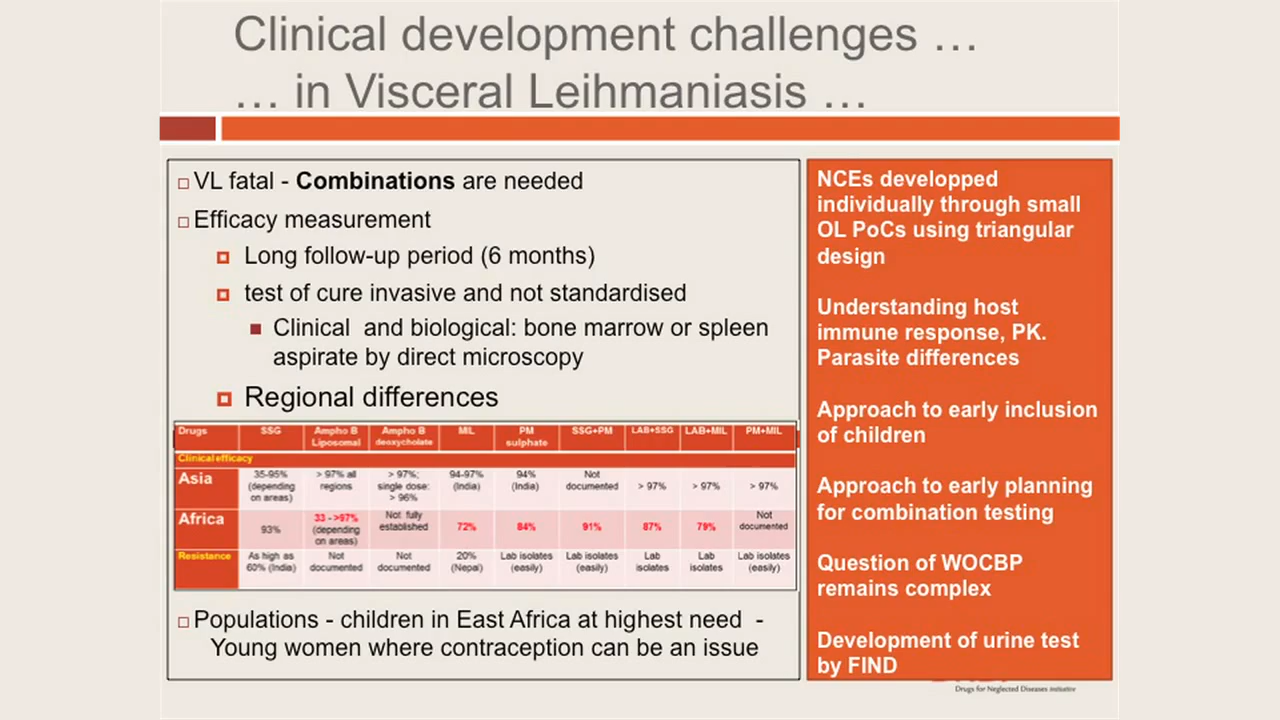 Clinical development challenges …
… in Visceral Leihmaniasis …
VL fatal - Combinations are needed
Efficacy measurement
Long follow-up period (6 months)
test of cure invasive and not standardised
Clinical and biological: bone marrow or spleen
aspirate by direct microscopy
Regional differences
Drugs SSG Ampho B Liposomal Ampho B deoxycholate MIL PM sulphate SSG+PM LAB+SSG LAB+MIL PM+MIL
Clinical efficacy
Asia 35-95% (depending on areas) > 97% all regions > 97%; single dose: > 96% 94-97% (India) 94% (India) Not documented > 97% > 97% > 97%
Africa 93% 33 - >97% (depending on areas) Not fully established 72% 84% 91% 87% 79% Not documented
Resistance As high as 60% (India) Not documented Not documented 20% (Nepal) Lab isolates (easily) Lab isolates (easily) Lab isolates Lab isolates Lab isolates (easily)
Populations - children in East Africa at highest need -
Young women where contraception can be an issue
NCEs developped
individually through small
OL PoCs using triangular
design
Understanding host
immune response, PK.
Parasite differences
Approach to early inclusion
of children
Approach to early planning
for combination testing
Question of WOCBP
remains complex
Development of urine test
by FIND
Drugs for Neglected Diseases initiative